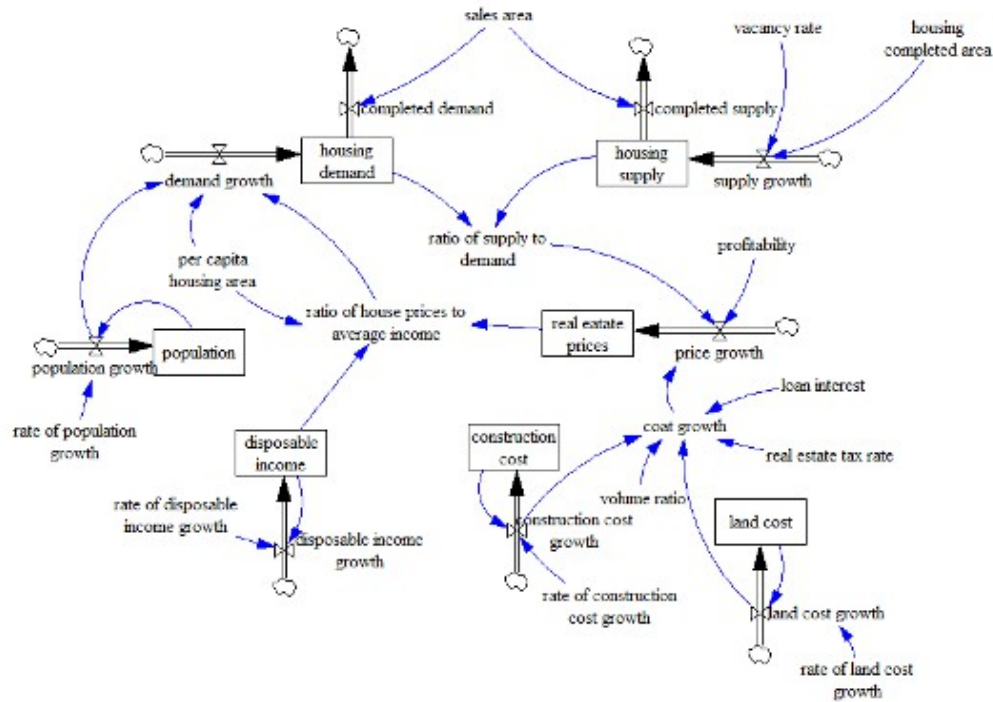 sales area
vacancy rate
housing
completed area
completed demand
completed supply
housing
demand
housing
supply
demand growth
supply growth
ratio of supply to
demand
profitability
per capita
housing area
ratio of house prices to
average income
real estate
prices
price growth
population
population growth
loan interest
rate of population
growth
disposable
income
construction
cost
coat growth
real estate tax rate
volume ratio
rate of disposable
income growth
disposable income
growth
construction cost
growth
land cost
rate of construction
cost growth
land cost growth
rate of land cost
growth